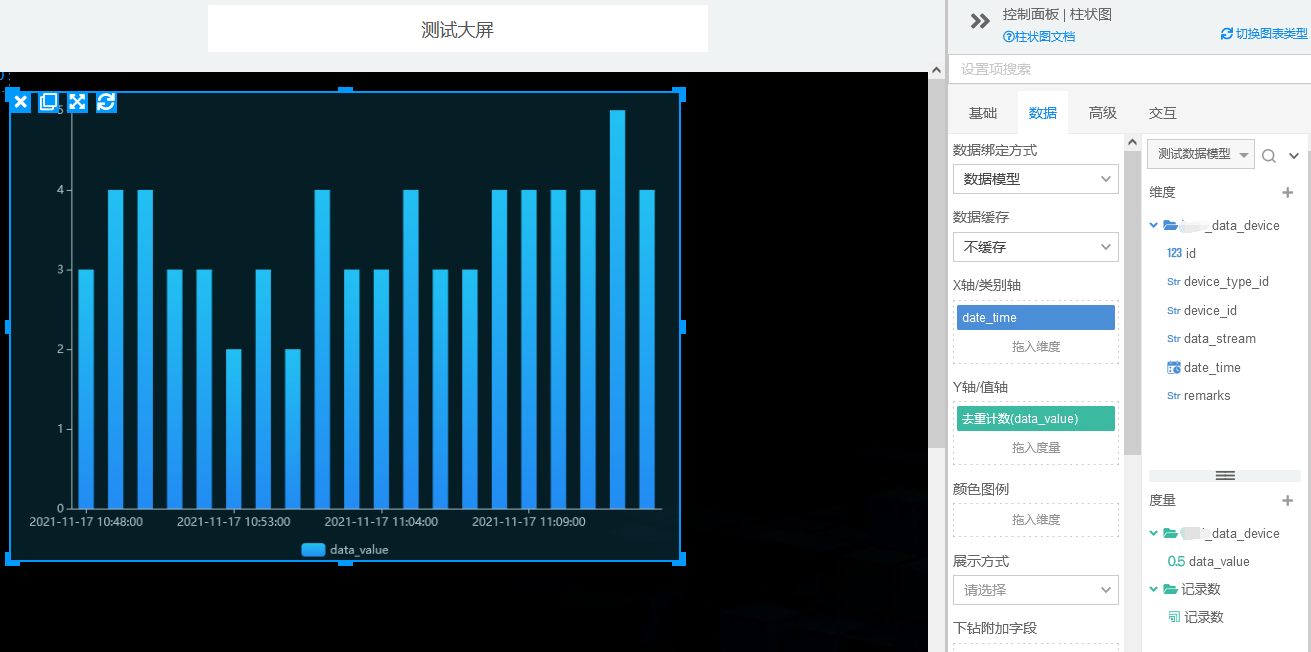 测试大屏
5
4
3
2
1
0
2021-11-17 10:48:00 2021-11-17 10:53:00 2021-11-17 11:04:00 2021-11-17 11:09:00
data_value
控制面板 | 柱状图
柱状图文档
切换图表类型
设置项搜索
基础 数据 高级 交互
数据绑定方式
数据模型
数据缓存
不缓存
X轴/类别轴
date_time
拖入维度
Y轴/值轴
去重计数(data_value)
拖入度量
颜色图例
拖入维度
展示方式
请选择
下钻附加字段
测试数据模型
维度
_data_device
123 id
Str device_type_id
Str device_id
Str data_stream
date_time
Str remarks
度量
_data_device
0.5 data_value
记录数
记录数